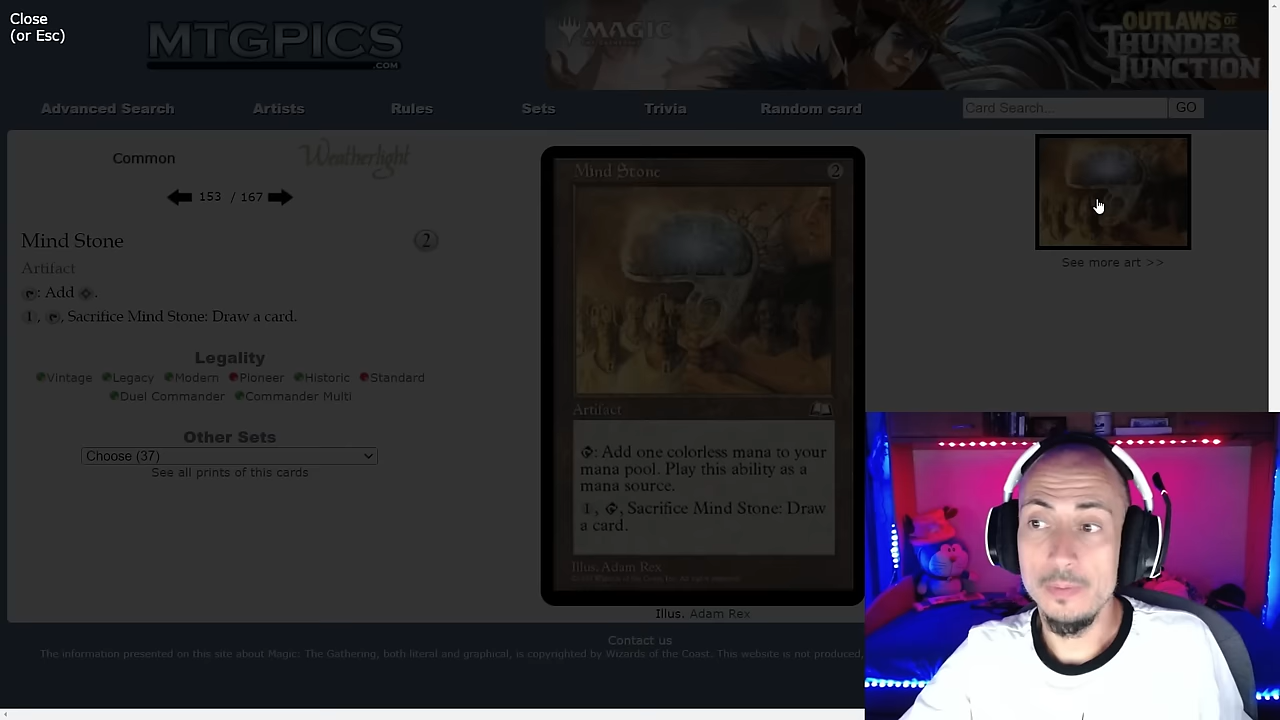 Close
(or Esc)
MTGPICS
.COM
MAGIC
OUTLAWS OF
THUNDER
JUNCTION
Advanced Search
Artists
Rules
Sets
Trivia
Random card
Card Search...
GO
Common
Weatherlight
153 / 167
Mind Stone
2
Artifact
: Add .
1, , Sacrifice Mind Stone: Draw a card.
Legality
Vintage Legacy Modern Pioneer Historic Standard
Duel Commander Commander Multi
Other Sets
Choose (37)
See all prints of this cards
Mind Stone 2
Artifact
: Add one colorless mana to your
mana pool. Play this ability as a
mana source.
1, , Sacrifice Mind Stone: Draw
a card.
Illus. Adam Rex
Illus. Adam Rex
See more art >>
Contact us
The information presented on this site about Magic: The Gathering, both literal and graphical, is copyrighted by Wizards of the Coast. This website is not produced,